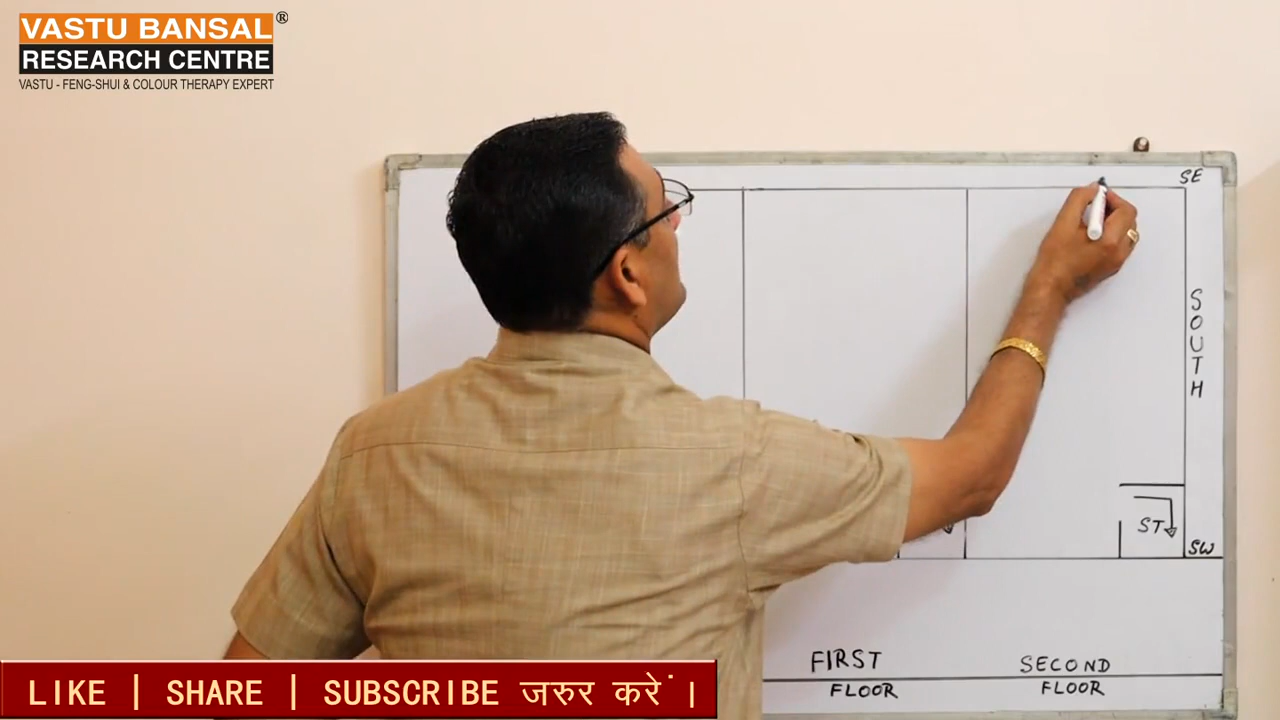 VASTU BANSAL®
RESEARCH CENTRE
VASTU - FENG-SHUI & COLOUR THERAPY EXPERT
SE
SOUTH
ST
SW
FIRST
FLOOR
SECOND
FLOOR
LIKE | SHARE | SUBSCRIBE जरुर करें |